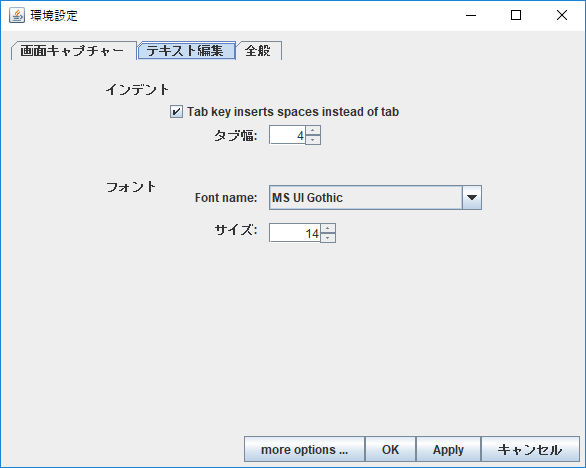 環境設定
画面キャプチャー テキスト編集 全般
インデント
Tab key inserts spaces instead of tab
タブ幅: 4
フォント
Font name: MS UI Gothic
サイズ: 14
more options ... OK Apply キャンセル